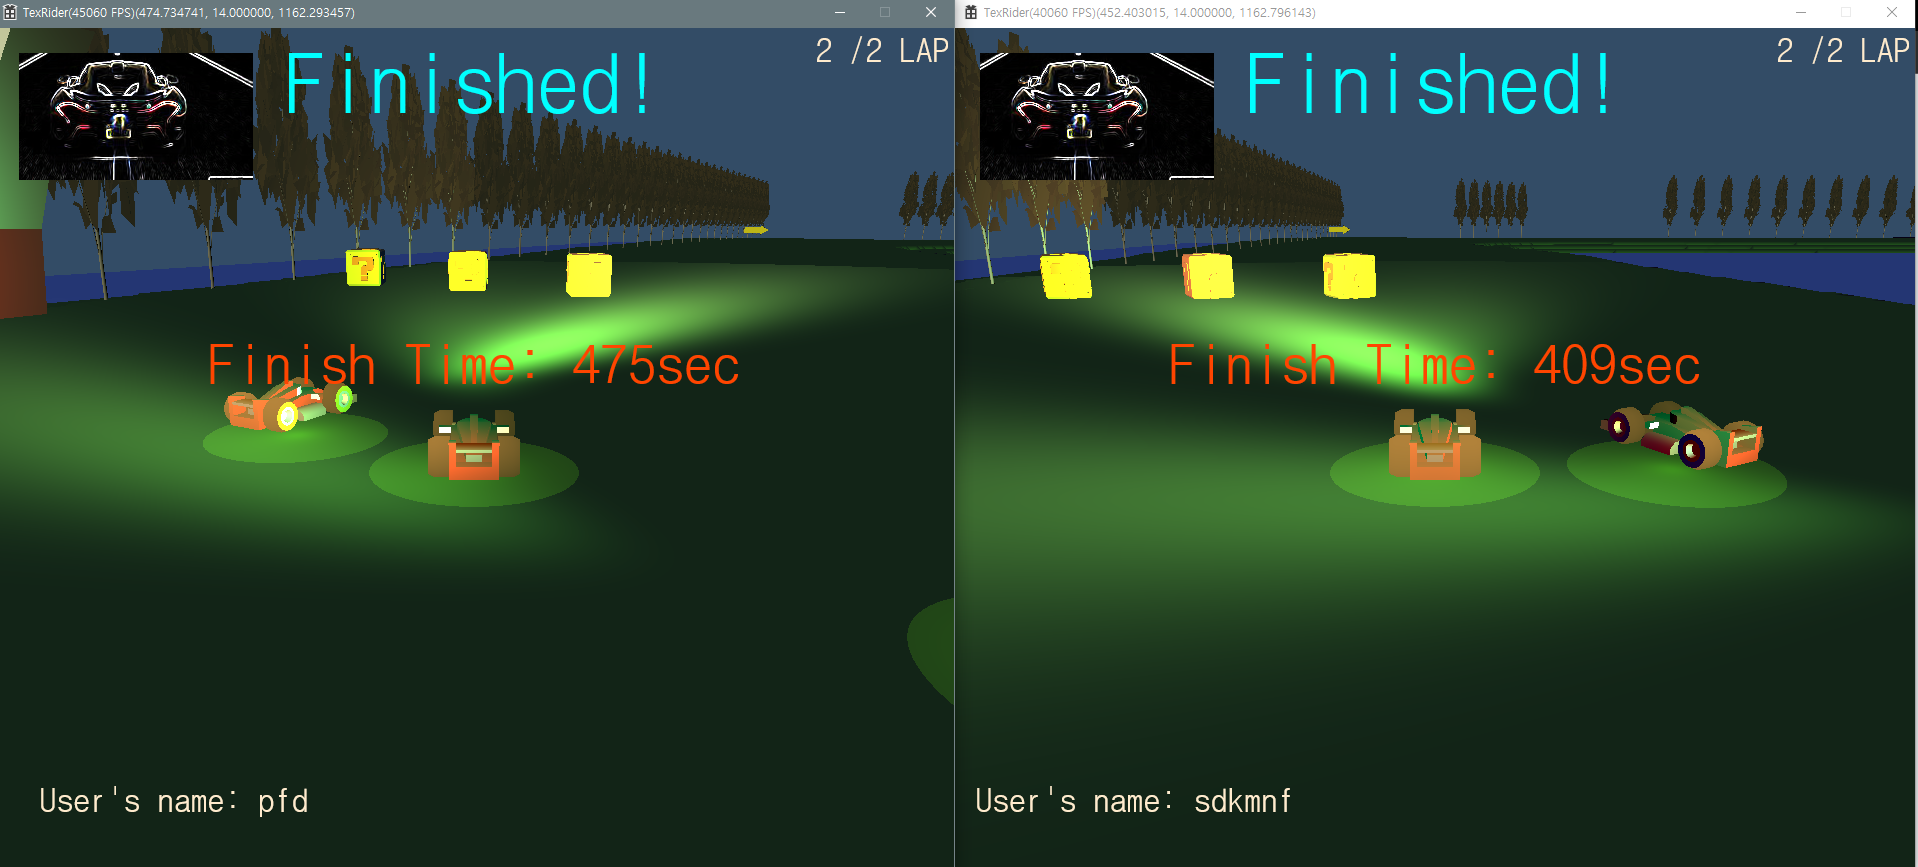 TexRider(45060 FPS)(474.734741, 14.000000, 1162.293457)
2 /2 LAP
Finished!
?
Finish Time: 475sec
User's name: pfd
TexRider(40060 FPS)(452.403015, 14.000000, 1162.796143)
2 /2 LAP
Finished!
Finish Time: 409sec
User's name: sdkmnf